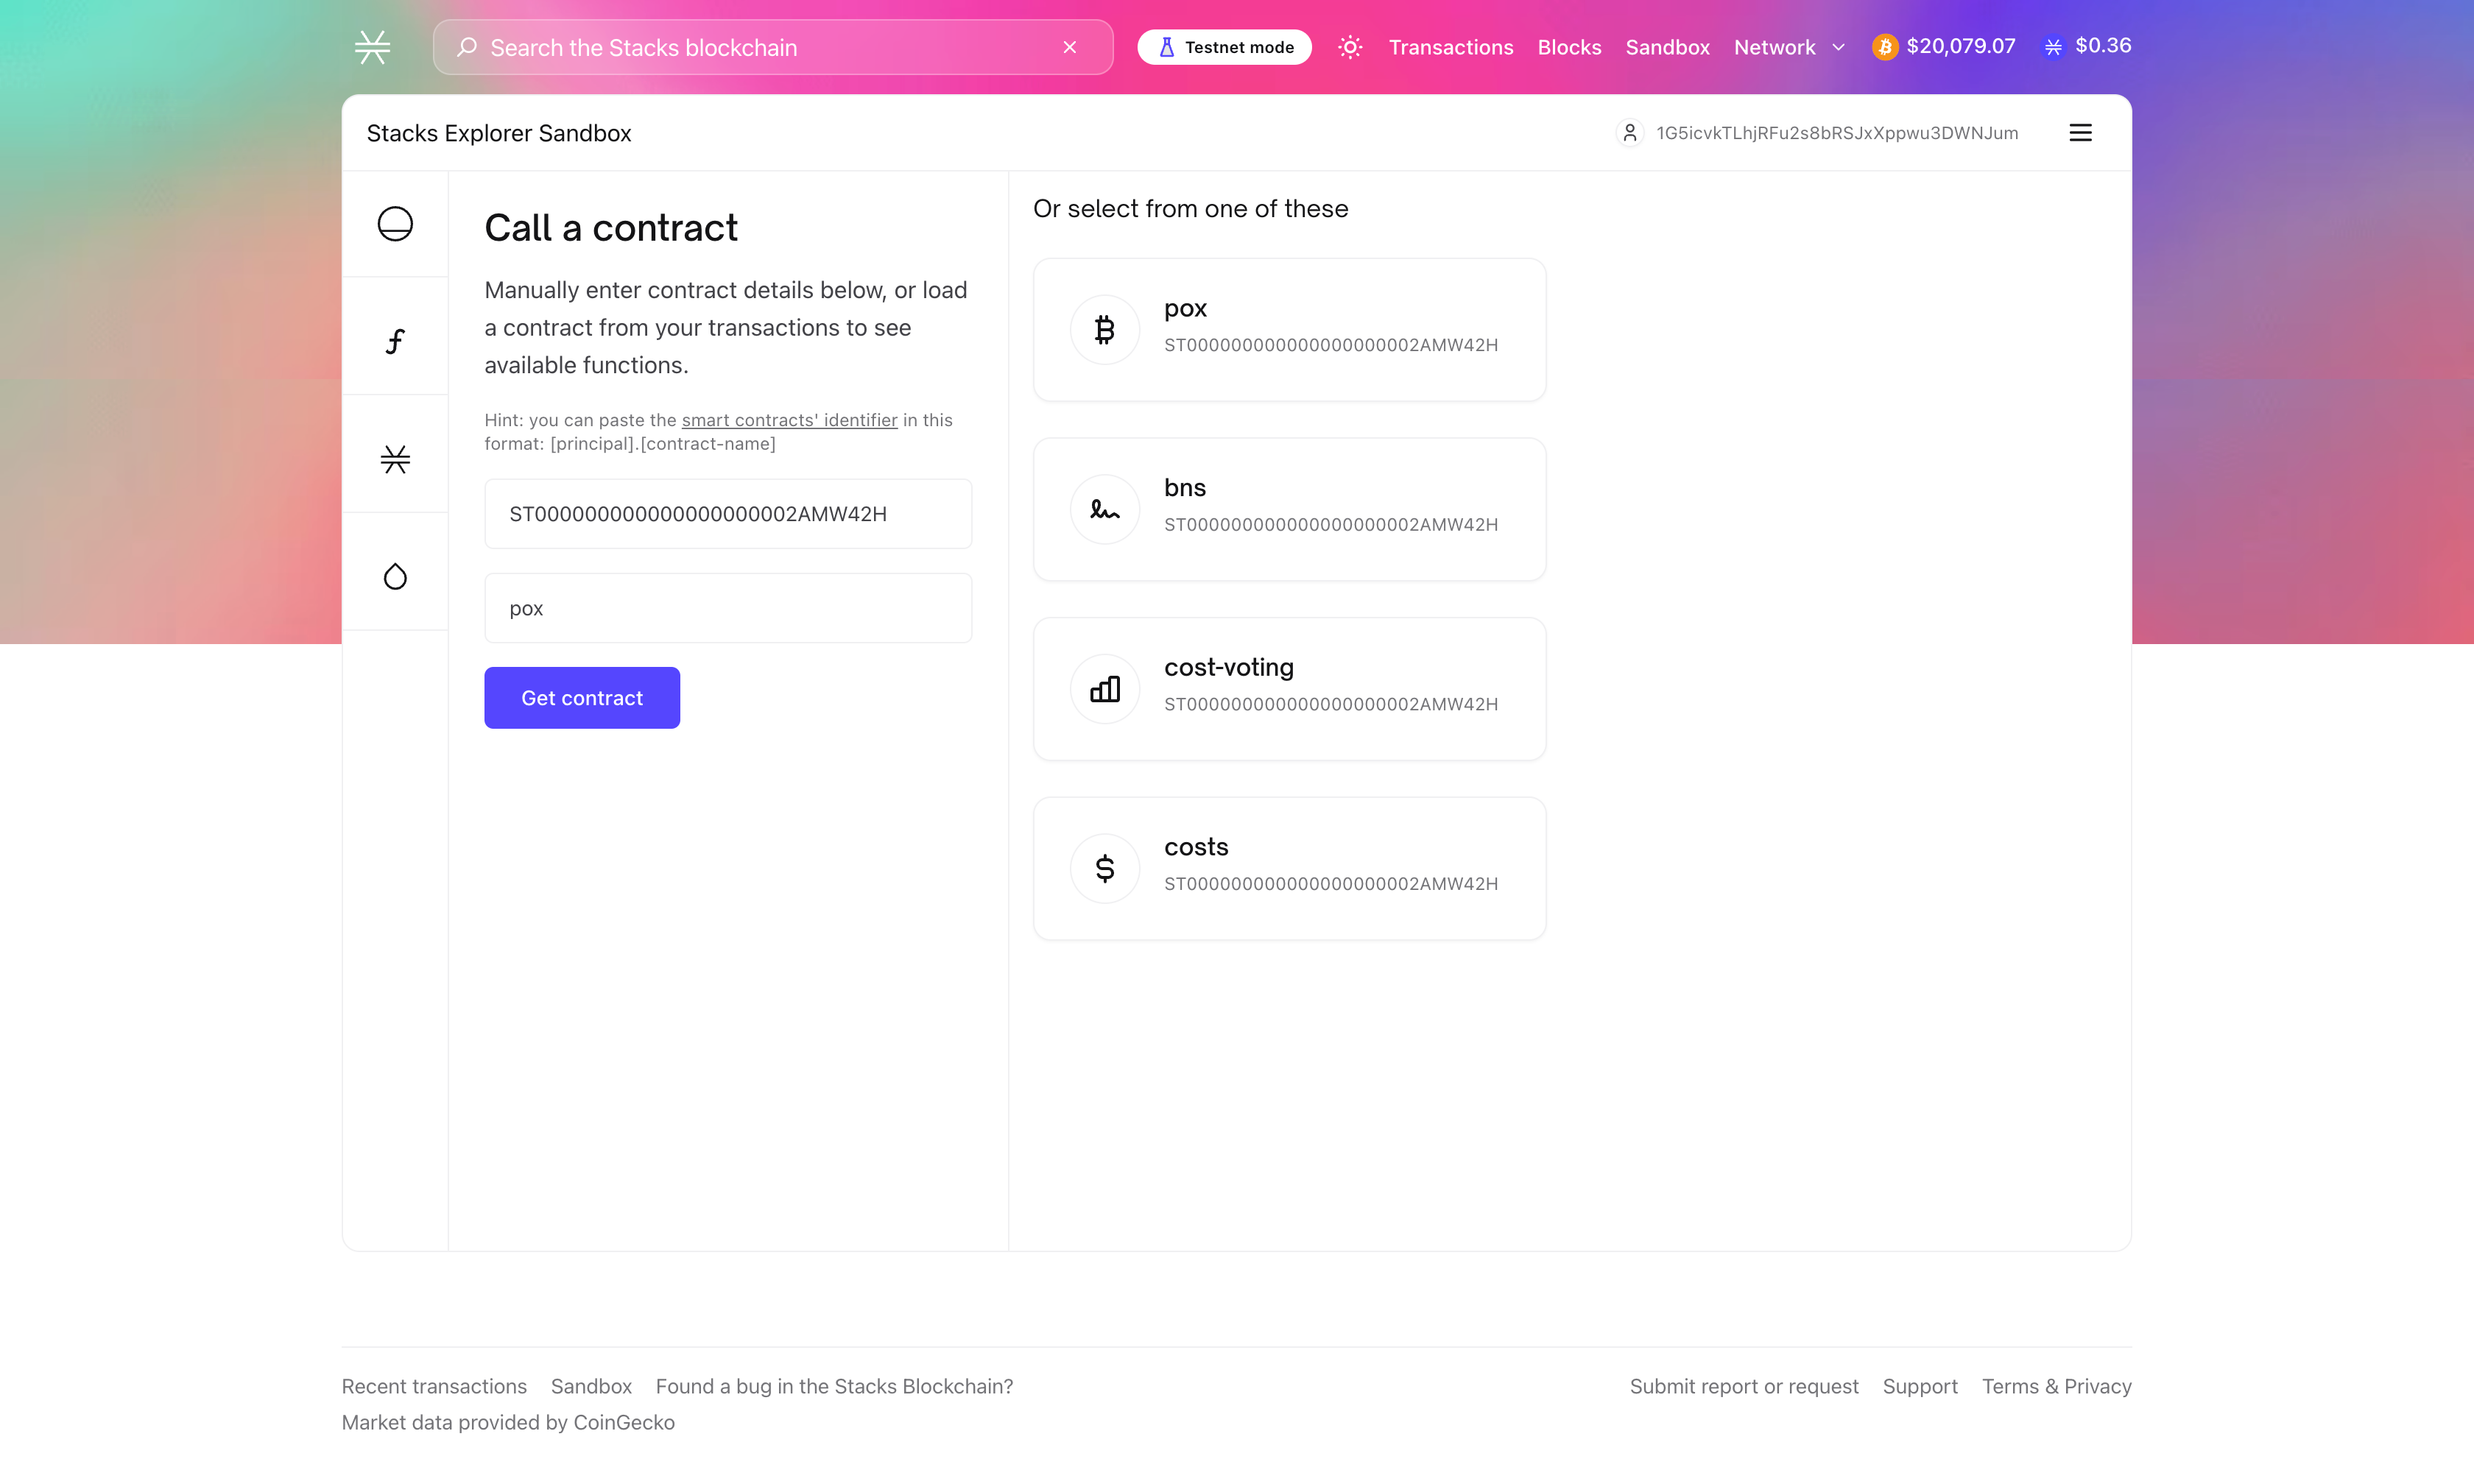 Search the Stacks blockchain
Testnet mode
Transactions
Blocks
Sandbox
Network
$20,079.07
$0.36
Stacks Explorer Sandbox
1G5icvkTLhjRFu2s8bRSJxXppwu3DWNJum
Call a contract
Manually enter contract details below, or load
a contract from your transactions to see
available functions.
Hint: you can paste the smart contracts' identifier in this
format: [principal].[contract-name]
ST000000000000000000002AMW42H
pox
Get contract
Or select from one of these
pox
ST000000000000000000002AMW42H
bns
ST000000000000000000002AMW42H
cost-voting
ST000000000000000000002AMW42H
costs
ST000000000000000000002AMW42H
Recent transactions
Sandbox
Found a bug in the Stacks Blockchain?
Submit report or request
Support
Terms & Privacy
Market data provided by CoinGecko